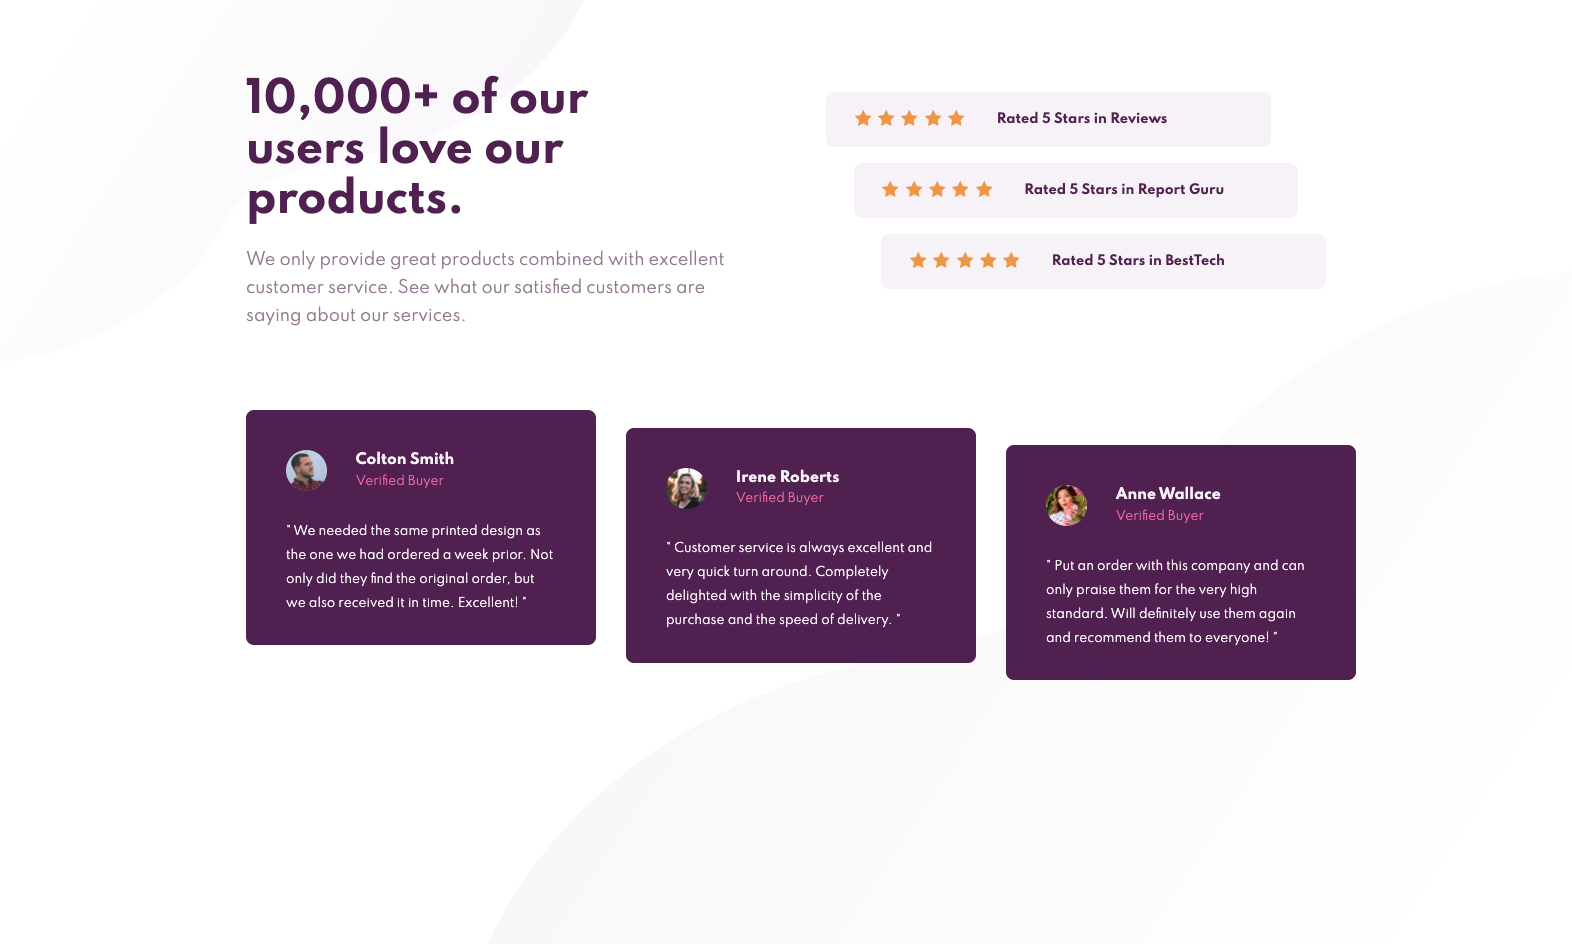 10,000+ of our
users love our
products.
We only provide great products combined with excellent
customer service. See what our satisfied customers are
saying about our services.
Rated 5 Stars in Reviews
Rated 5 Stars in Report Guru
Rated 5 Stars in BestTech
Colton Smith
Verified Buyer
" We needed the same printed design as
the one we had ordered a week prior. Not
only did they find the original order, but
we also received it in time. Excellent! "
Irene Roberts
Verified Buyer
" Customer service is always excellent and
very quick turn around. Completely
delighted with the simplicity of the
purchase and the speed of delivery. "
Anne Wallace
Verified Buyer
" Put an order with this company and can
only praise them for the very high
standard. Will definitely use them again
and recommend them to everyone! "